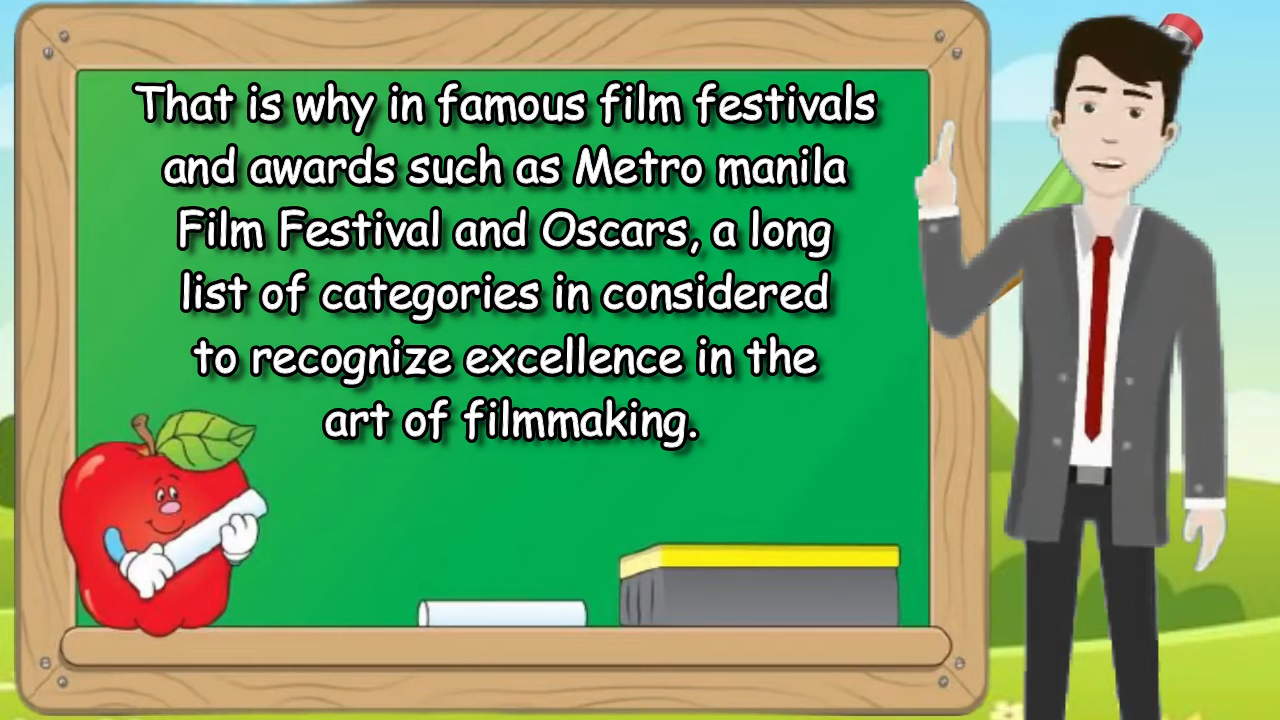 That is why in famous film festivals
and awards such as Metro manila
Film Festival and Oscars, a long
list of categories in considered
to recognize excellence in the
art of filmmaking.